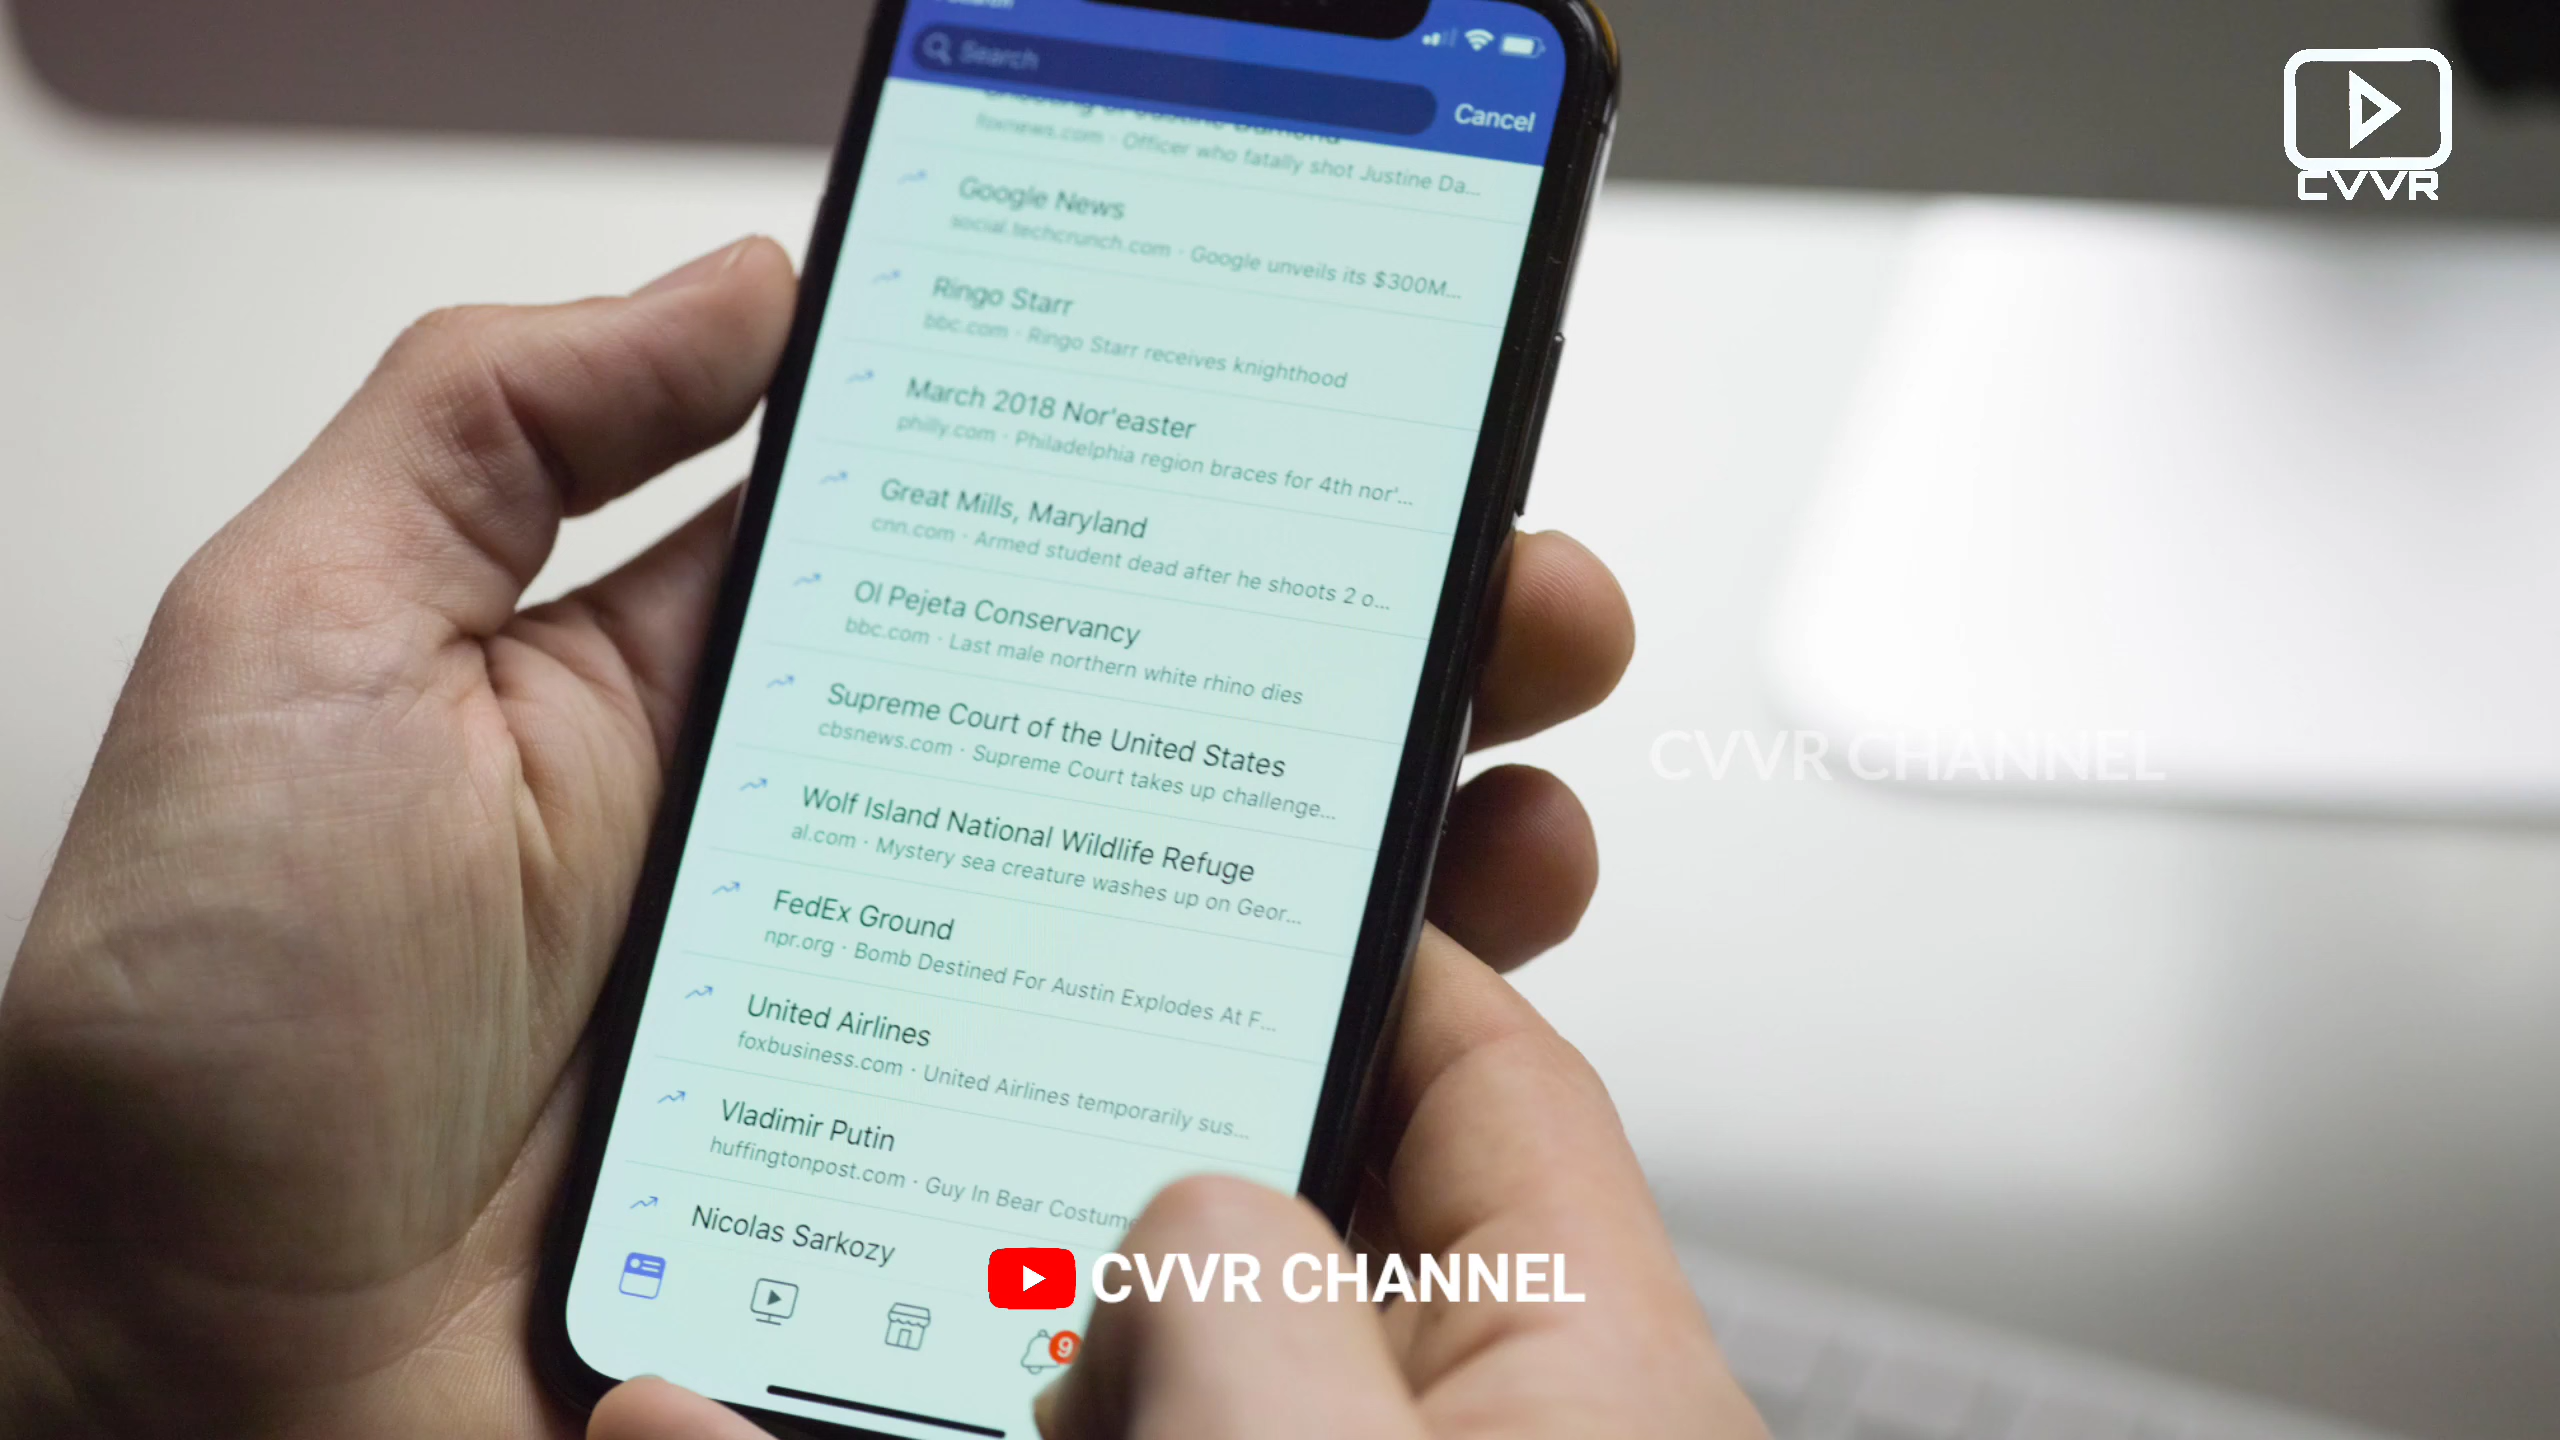 Search
Cancel
foxnews.com · Officer who fatally shot Justine Da...
Google News
social.techcrunch.com · Google unveils its $300M...
Ringo Starr
bbc.com · Ringo Starr receives knighthood
March 2018 Nor'easter
philly.com · Philadelphia region braces for 4th nor'...
Great Mills, Maryland
cnn.com · Armed student dead after he shoots 2 o...
Ol Pejeta Conservancy
bbc.com · Last male northern white rhino dies
Supreme Court of the United States
cbsnews.com · Supreme Court takes up challenge...
Wolf Island National Wildlife Refuge
al.com · Mystery sea creature washes up on Geor...
FedEx Ground
npr.org · Bomb Destined For Austin Explodes At F...
United Airlines
foxbusiness.com · United Airlines temporarily sus...
Vladimir Putin
huffingtonpost.com · Guy In Bear
Nicolas Sarkozy
9
CVVR
CVVR CHANNEL
CVVR CHANNEL